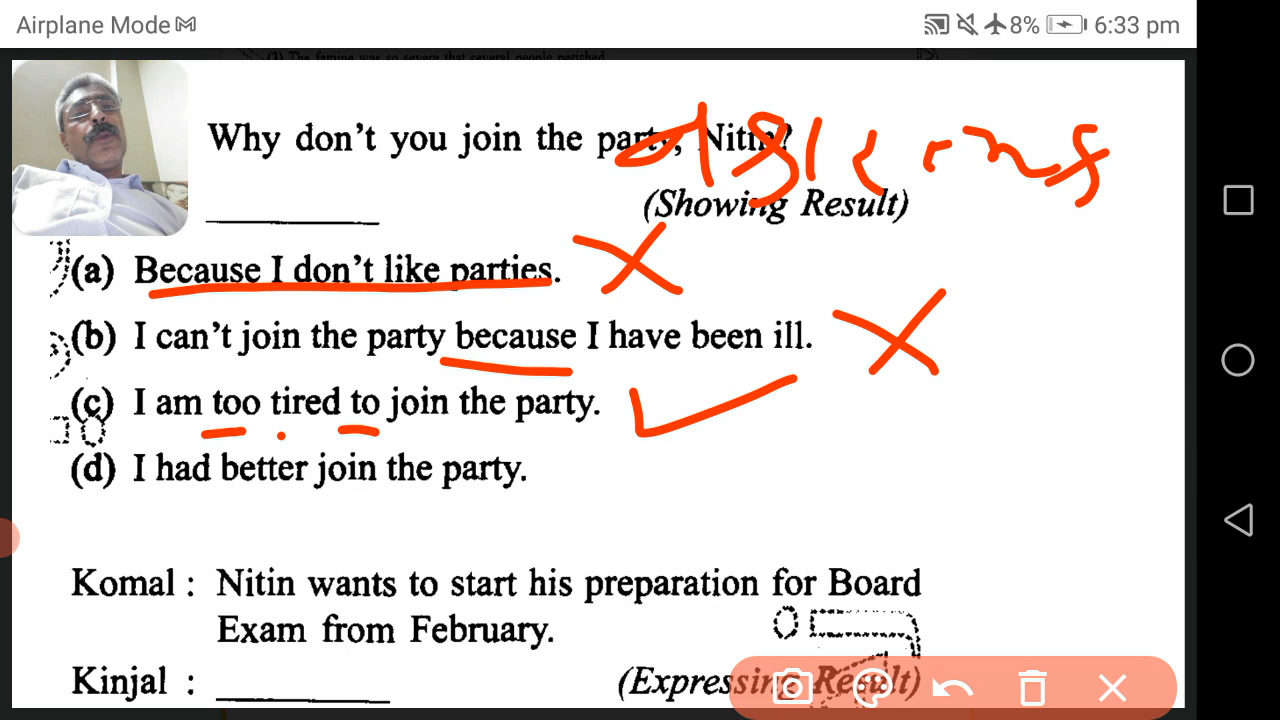 Airplane Mode 8% 6:33 pm
Why don't you join the party, Nitin?
(Showing Result)
(a) Because I don't like parties.
(b) I can't join the party because I have been ill.
(c) I am too tired to join the party.
(d) I had better join the party.
Komal : Nitin wants to start his preparation for Board
Exam from February.
Kinjal : (Expressing Result)